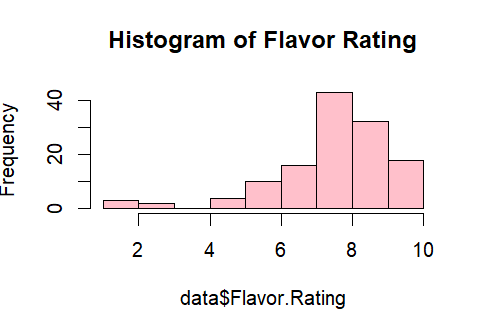 Histogram of Flavor Rating
Frequency
40
20
0
2 4 6 8 10
data$Flavor.Rating